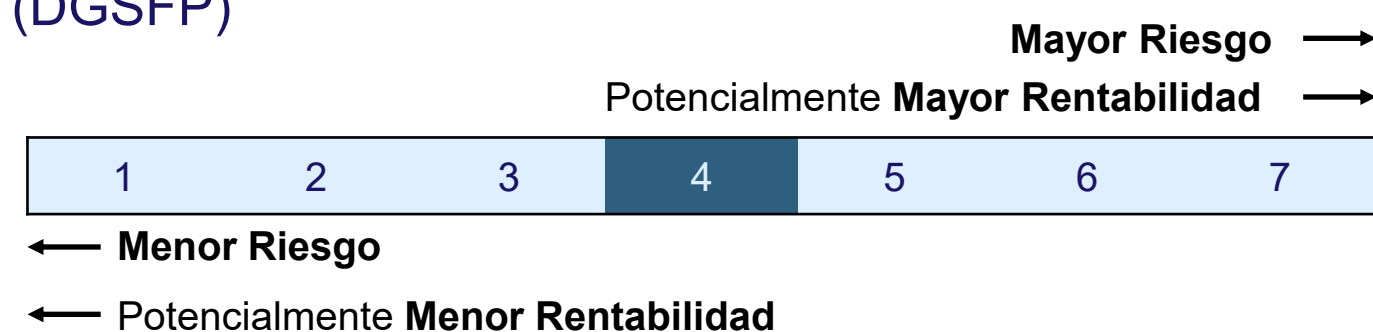 (DGSFP)
Mayor Riesgo
Potencialmente Mayor Rentabilidad
1 2 3 4 5 6 7
Menor Riesgo
Potencialmente Menor Rentabilidad